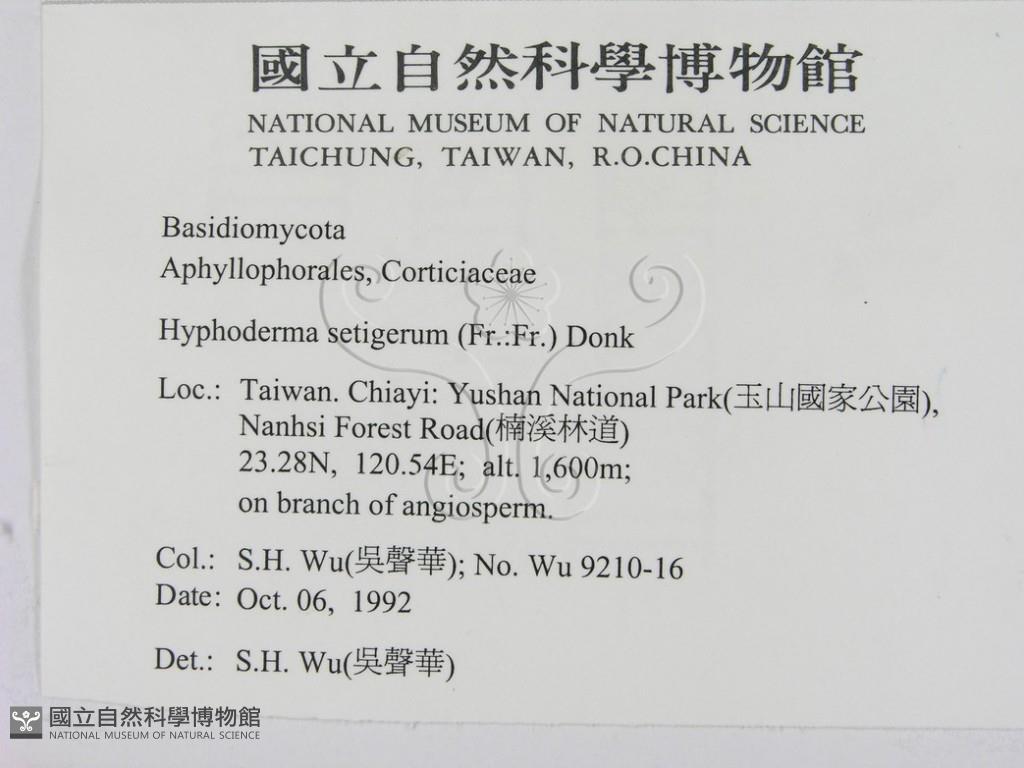 國立自然科學博物館
NATIONAL MUSEUM OF NATURAL SCIENCE
TAICHUNG, TAIWAN, R.O.CHINA
Basidiomycota
Aphyllophorales, Corticiaceae
Hyphoderma setigerum (Fr.:Fr.) Donk
Loc.: Taiwan. Chiayi: Yushan National Park(玉山國家公園),
Nanhsi Forest Road(楠溪林道)
23.28N, 120.54E; alt. 1,600m;
on branch of angiosperm.
Col.: S.H. Wu(吳聲華); No. Wu 9210-16
Date: Oct. 06, 1992
Det.: S.H. Wu(吳聲華)
國立自然科學博物館
NATIONAL MUSEUM OF NATURAL SCIENCE